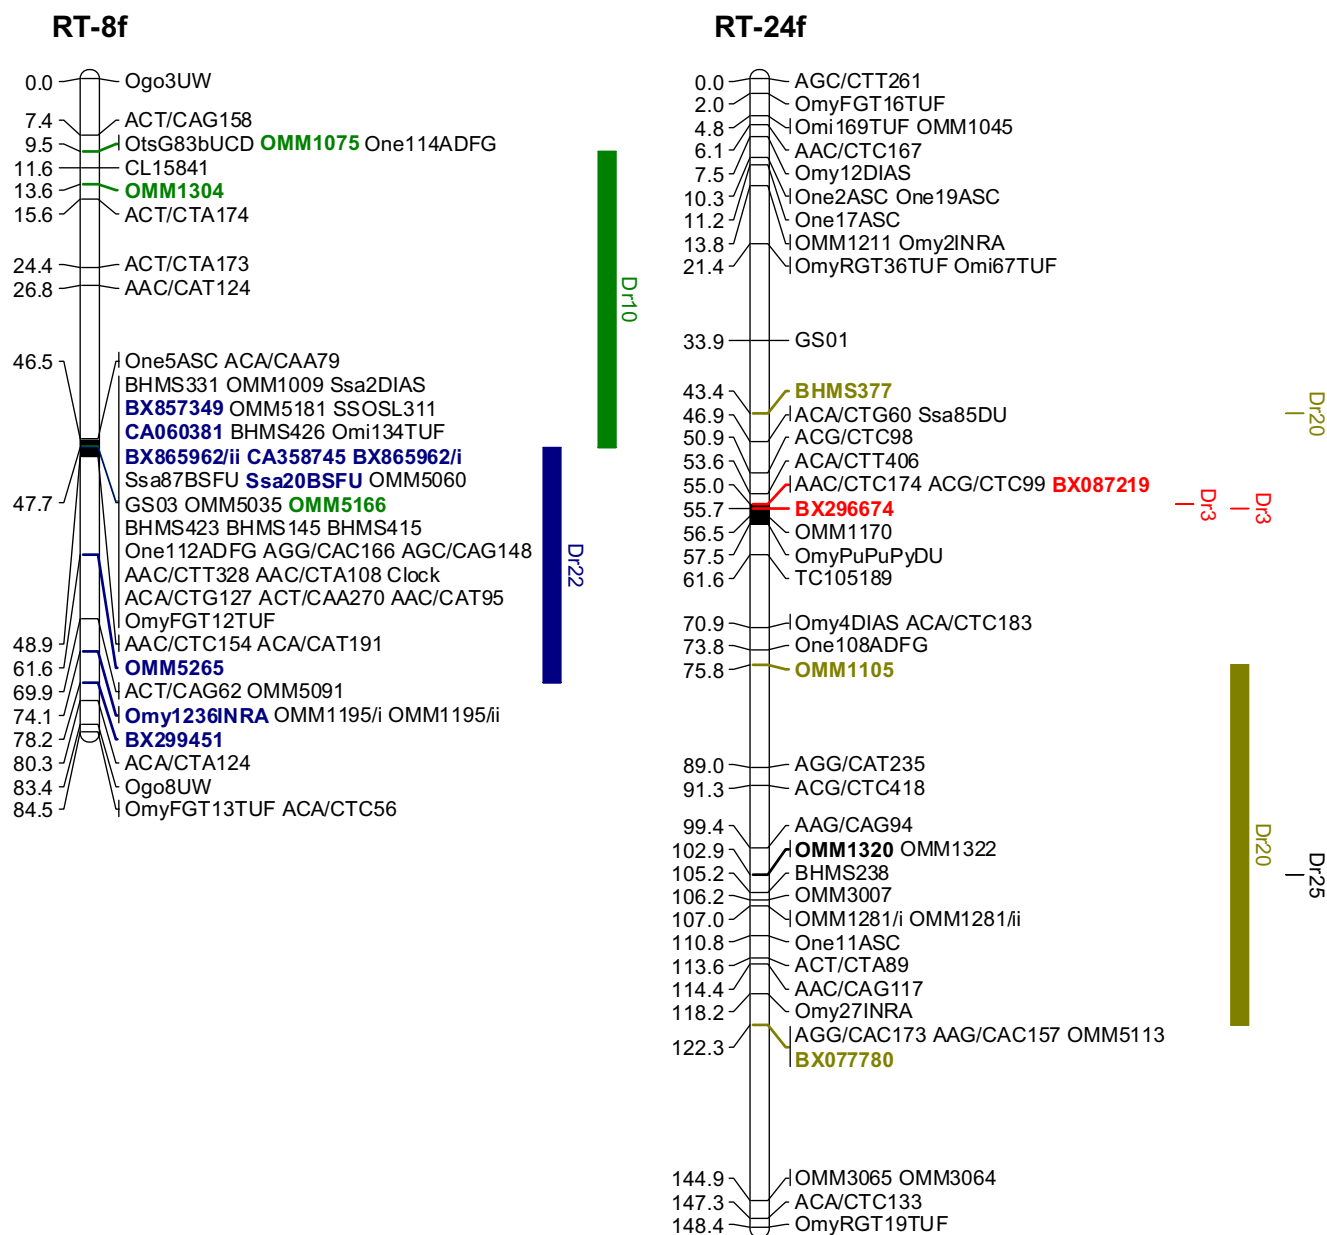 RT-8f
0.0 Ogo3UW
7.4 ACT/CAG158
9.5 OtsG83bUCD OMM1075 One114ADFG
11.6 CL15841
13.6 OMM1304
15.6 ACT/CTA174
24.4 ACT/CTA173
26.8 AAC/CAT124
46.5 One5ASC ACA/CAA79
BHMS331 OMM1009 Ssa2DIAS
BX857349 OMM5181 SSOSL311
CA060381 BHMS426 Omi134TUF
BX865962/ii CA358745 BX865962/i
Ssa87BSFU Ssa20BSFU OMM5060
47.7 GS03 OMM5035 OMM5166
BHMS423 BHMS145 BHMS415
One112ADFG AGG/CAC166 AGC/CAG148
AAC/CTT328 AAC/CTA108 Clock
ACA/CTG127 ACT/CAA270 AAC/CAT95
OmyFGT12TUF
48.9 AAC/CTC154 ACA/CAT191
61.6 OMM5265
69.9 ACT/CAG62 OMM5091
74.1 Omy1236INRA OMM1195/i OMM1195/ii
78.2 BX299451
80.3 ACA/CTA124
83.4 Ogo8UW
84.5 OmyFGT13TUF ACA/CTC56
Dr10
Dr22
RT-24f
0.0 AGC/CTT261
2.0 OmyFGT16TUF
4.8 Omi169TUF OMM1045
6.1 AAC/CTC167
7.5 Omy12DIAS
10.3 One2ASC One19ASC
11.2 One17ASC
13.8 OMM1211 Omy2INRA
21.4 OmyRGT36TUF Omi67TUF
33.9 GS01
43.4 BHMS377
46.9 ACA/CTG60 Ssa85DU
50.9 ACG/CTC98
53.6 ACA/CTT406
55.0 AAC/CTC174 ACG/CTC99 BX087219
55.7 BX296674
56.5 OMM1170
57.5 OmyPuPuPyDU
61.6 TC105189
70.9 Omy4DIAS ACA/CTC183
73.8 One108ADFG
75.8 OMM1105
89.0 AGG/CAT235
91.3 ACG/CTC418
99.4 AAG/CAG94
102.9 OMM1320 OMM1322
105.2 BHMS238
106.2 OMM3007
107.0 OMM1281/i OMM1281/ii
110.8 One11ASC
113.6 ACT/CTA89
114.4 AAC/CAG117
118.2 Omy27INRA
122.3 AGG/CAC173 AAG/CAC157 OMM5113
BX077780
144.9 OMM3065 OMM3064
147.3 ACA/CTC133
148.4 OmyRGT19TUF
Dr20
Dr3
Dr3
Dr20
Dr25